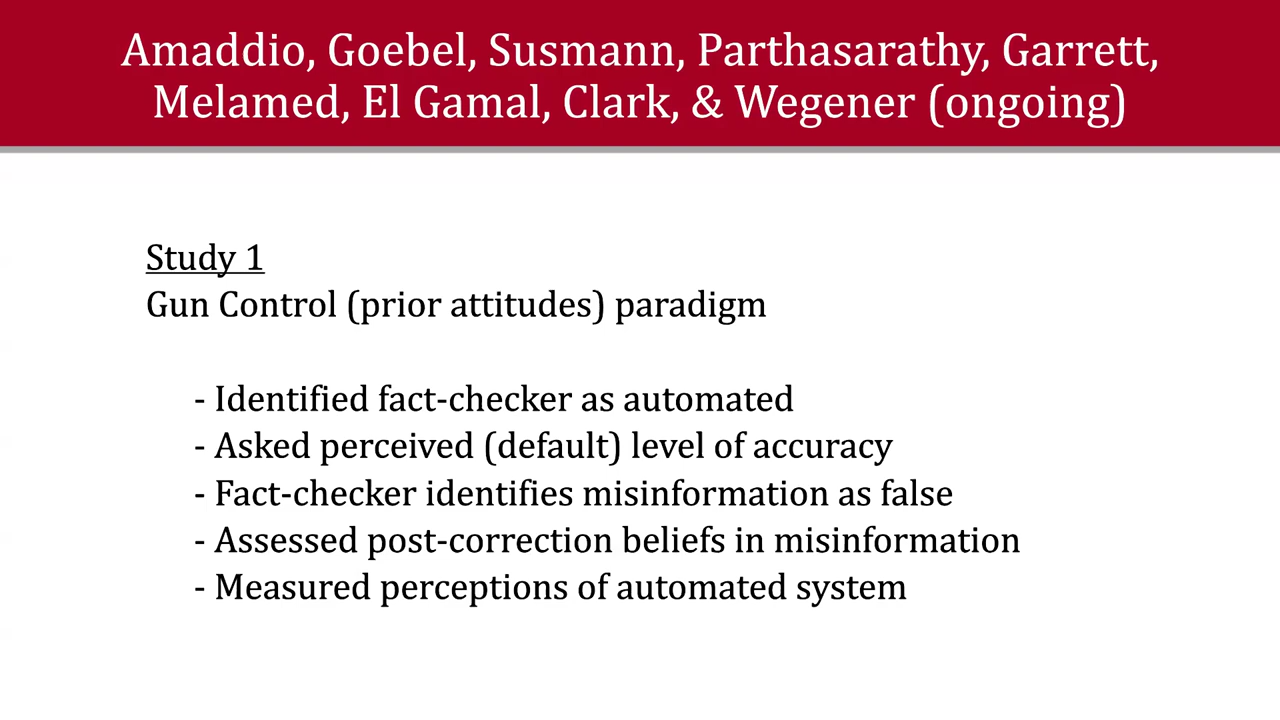 Amaddio, Goebel, Susmann, Parthasarathy, Garrett,
Melamed, El Gamal, Clark, & Wegener (ongoing)
Study 1
Gun Control (prior attitudes) paradigm
- Identified fact-checker as automated
- Asked perceived (default) level of accuracy
- Fact-checker identifies misinformation as false
- Assessed post-correction beliefs in misinformation
- Measured perceptions of automated system